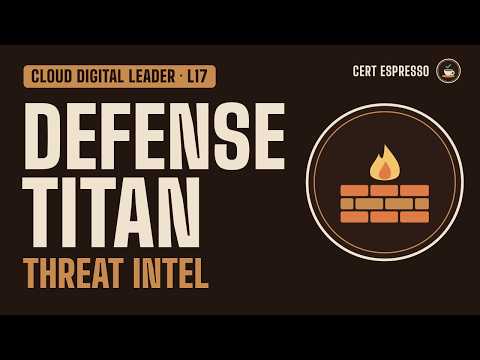 CLOUD DIGITAL LEADER · L17
CERT ESPRESSO
DEFENSE
TITAN
THREAT INTEL